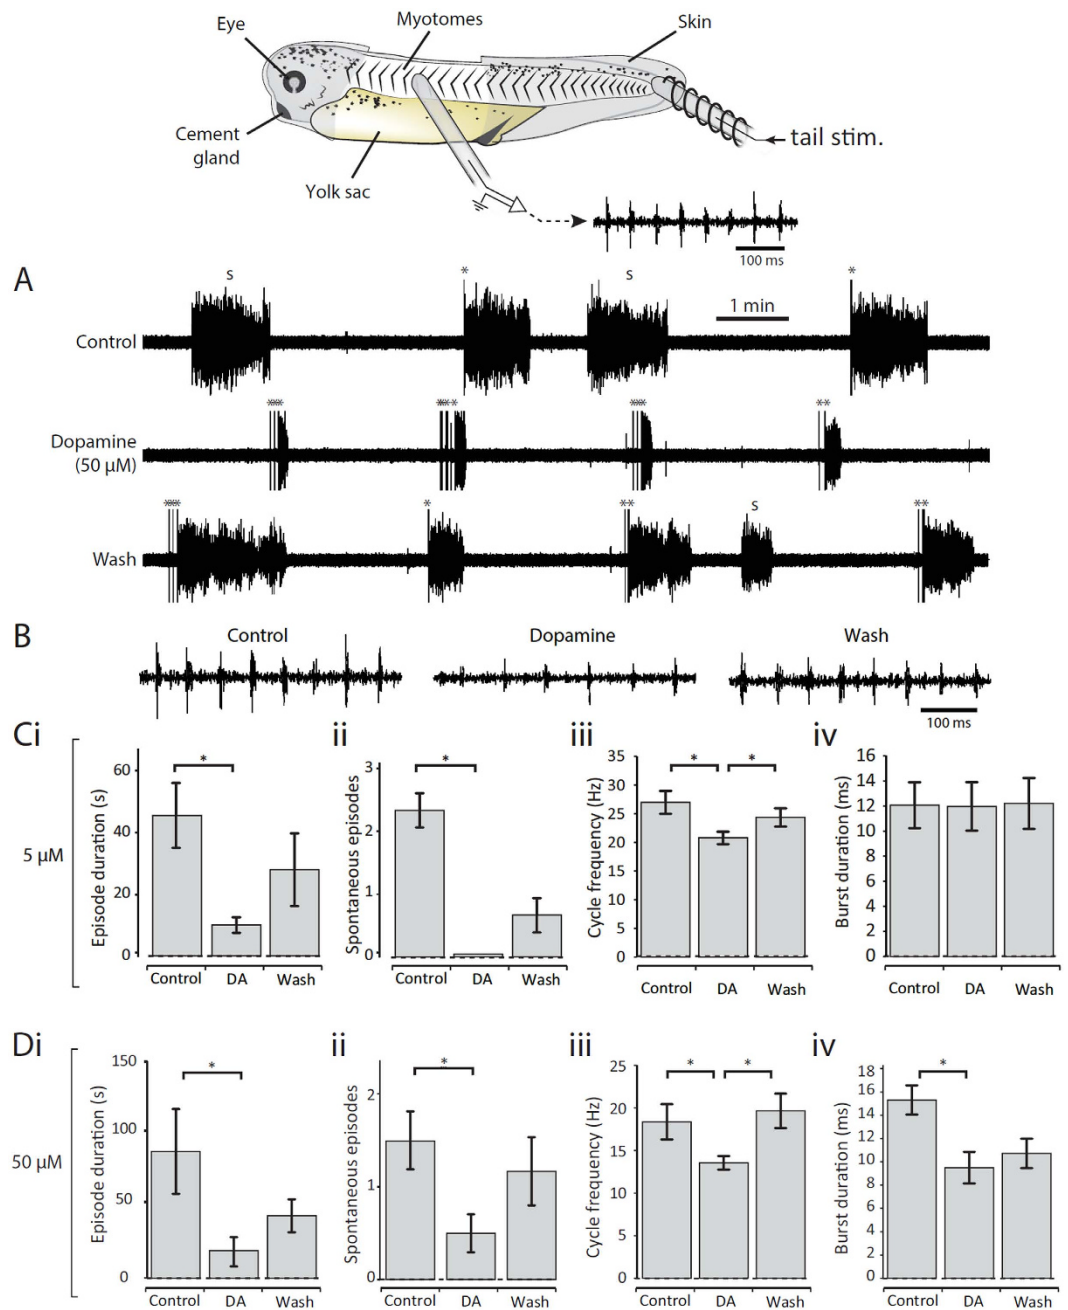 Eye
Myotomes
Skin
Cement
gland
Yolk sac
tail stim.
100 ms
A
s
*
s
*
1 min
Control
***
****
***
**
Dopamine
(50 µM)
***
*
**
s
**
Wash
B
Control
Dopamine
Wash
100 ms
Ci
ii
iii
iv
5 µM
Episode duration (s)
60
40
20
0
*
Control
DA
Wash
Spontaneous episodes
3
2
1
0
*
Control
DA
Wash
Cycle frequency (Hz)
35
30
25
20
15
10
5
0
*
*
Control
DA
Wash
Burst duration (ms)
16
14
12
10
8
6
4
2
0
Control
DA
Wash
Di
ii
iii
iv
50 µM
Episode duration (s)
150
100
50
0
*
Control
DA
Wash
Spontaneous episodes
2
1
0
*
Control
DA
Wash
Cycle frequency (Hz)
25
20
15
10
5
0
*
*
Control
DA
Wash
Burst duration (ms)
16
14
12
10
8
6
4
2
0
*
Control
DA
Wash